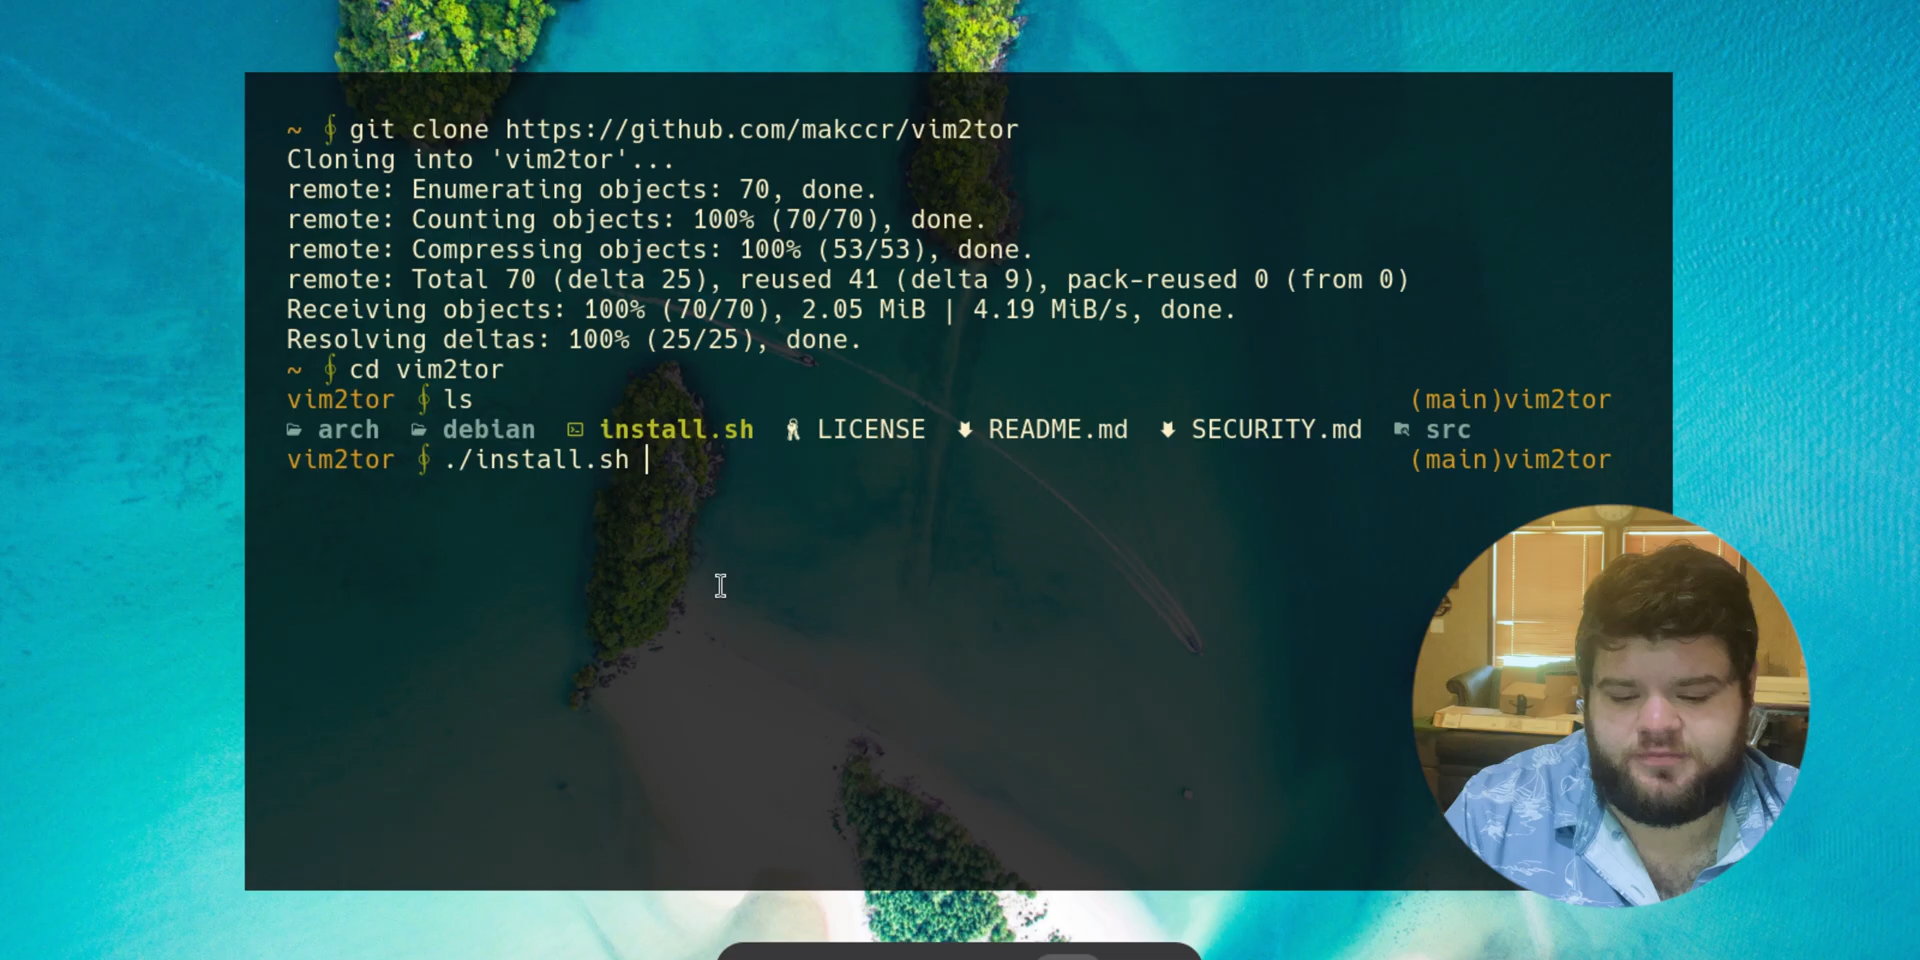 ~ ∮ git clone https://github.com/makccr/vim2tor
Cloning into 'vim2tor'...
remote: Enumerating objects: 70, done.
remote: Counting objects: 100% (70/70), done.
remote: Compressing objects: 100% (53/53), done.
remote: Total 70 (delta 25), reused 41 (delta 9), pack-reused 0 (from 0)
Receiving objects: 100% (70/70), 2.05 MiB | 4.19 MiB/s, done.
Resolving deltas: 100% (25/25), done.
~ ∮ cd vim2tor
vim2tor ∮ ls (main)vim2tor
arch debian install.sh LICENSE README.md SECURITY.md src
vim2tor ∮ ./install.sh (main)vim2tor